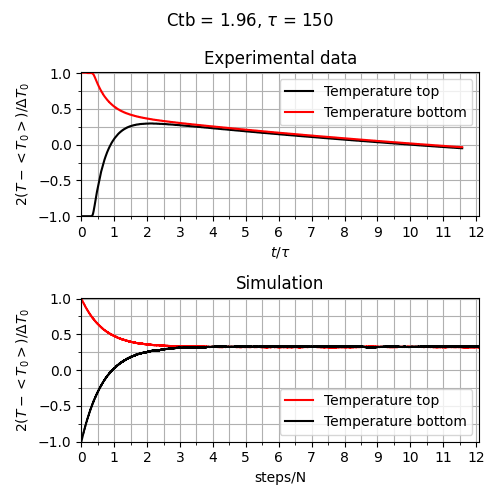 Ctb = 1.96, τ = 150
Experimental data
2(T − <T₀>)/ΔT₀
1.0
0.5
0.0
−0.5
−1.0
Temperature top
Temperature bottom
0 1 2 3 4 5 6 7 8 9 10 11 12
t/τ
Simulation
2(T − <T₀>)/ΔT₀
1.0
0.5
0.0
−0.5
−1.0
Temperature top
Temperature bottom
0 1 2 3 4 5 6 7 8 9 10 11 12
steps/N